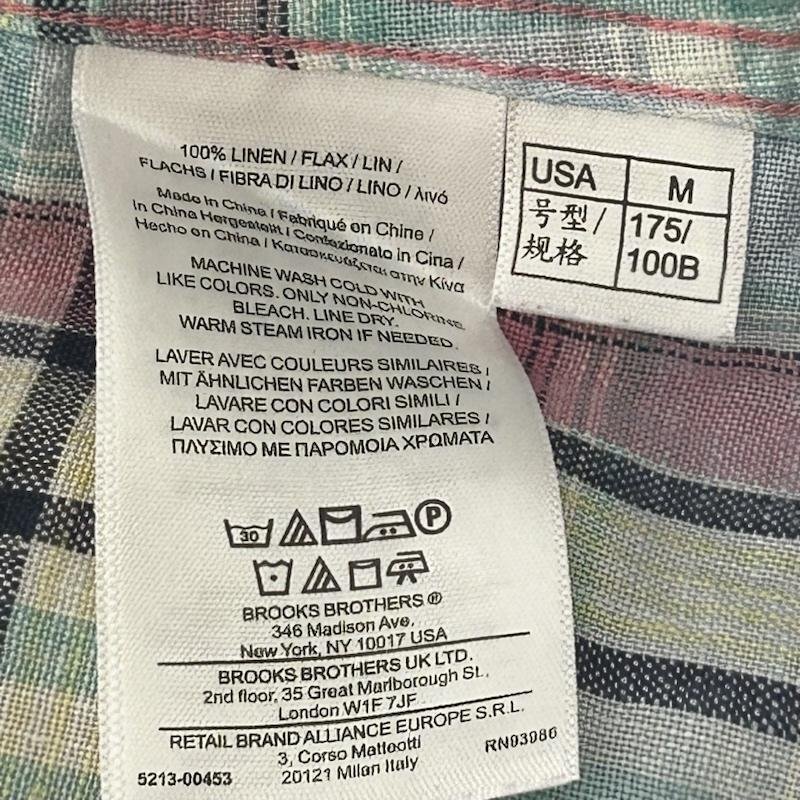 100% LINEN / FLAX / LIN /
FLACHS / FIBRA DI LINO / LINO / λινό
Made in China / Fabriqué en Chine /
In China Hergestellt / Confezionato in Cina /
Hecho en China / Κατασκευάζεται στην Κίνα
MACHINE WASH COLD WITH
LIKE COLORS. ONLY NON-CHLORINE
BLEACH. LINE DRY.
WARM STEAM IRON IF NEEDED.
LAVER AVEC COULEURS SIMILAIRES /
MIT ÄHNLICHEN FARBEN WASCHEN /
LAVARE CON COLORI SIMILI /
LAVAR CON COLORES SIMILARES /
ΠΛΥΣΙΜΟ ΜΕ ΠΑΡΟΜΟΙΑ ΧΡΩΜΑΤΑ
30 P
BROOKS BROTHERS ®
346 Madison Ave.
New York, NY 10017 USA
BROOKS BROTHERS UK LTD.
2nd floor, 35 Great Marlborough St.
London W1F 7JF
RETAIL BRAND ALLIANCE EUROPE S.R.L.
3, Corso Matteotti
20121 Milan Italy
RN93986
5213-00453
USA M
号型/ 175/
规格 100B